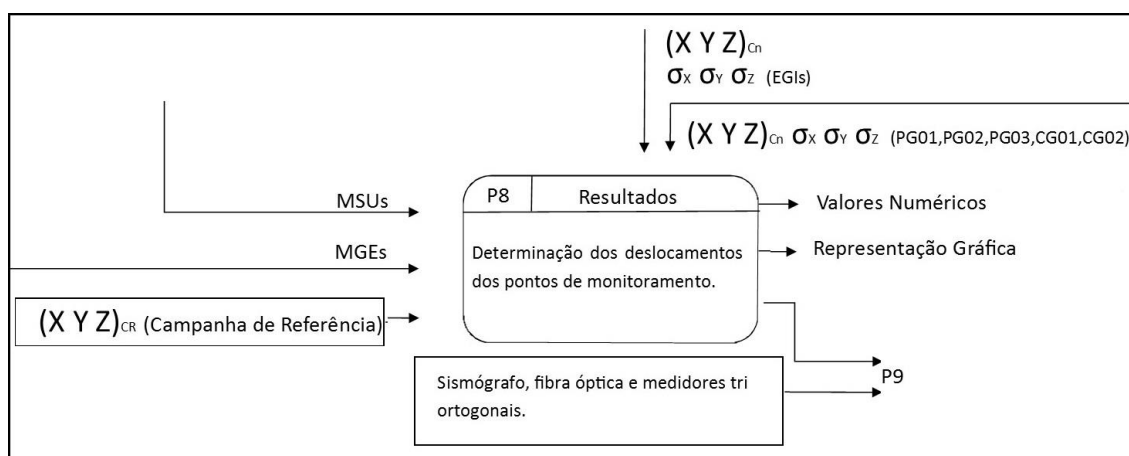 (X Y Z)Cn
σX σY σZ (EGIs)
(X Y Z)Cn σX σY σZ (PG01,PG02,PG03,CG01,CG02)
MSUs
P8 Resultados
Valores Numéricos
MGEs
Determinação dos deslocamentos
dos pontos de monitoramento.
Representação Gráfica
(X Y Z)CR (Campanha de Referência)
Sismógrafo, fibra óptica e medidores tri
ortogonais.
P9